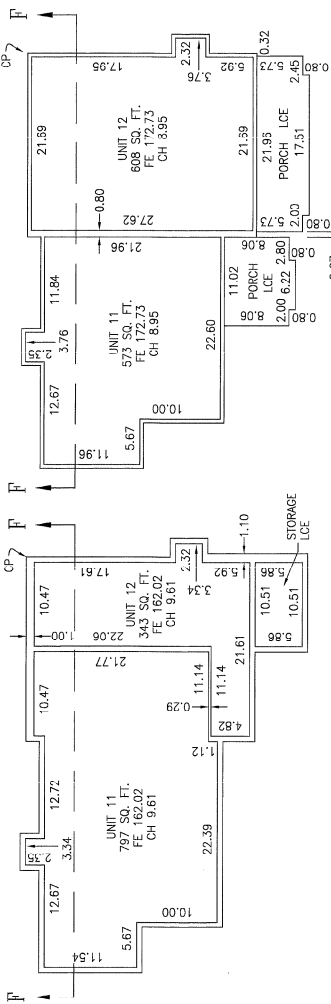 F
F
CP
2.35
3.34
12.67
12.72
10.47
1.00
10.47
11.54
5.67
10.00
22.39
UNIT 11
797 SQ. FT.
FE 162.02
CH 9.61
21.77
22.06
17.61
UNIT 12
343 SQ. FT.
FE 162.02
CH 9.61
2.32
3.34
0.29
11.14
11.14
1.12
4.82
21.61
5.92
1.10
5.86
10.51
10.51
5.86
STORAGE
LCE
F
F
CP
2.35
3.76
12.67
11.84
11.96
5.67
10.00
22.60
UNIT 11
573 SQ. FT.
FE 172.73
CH 8.95
21.96
0.80
27.62
21.69
17.95
UNIT 12
608 SQ. FT.
FE 172.73
CH 8.95
2.32
3.76
5.92
21.69
0.32
8.06
11.02
8.06
PORCH
LCE
2.00
6.22
2.80
0.80
0.80
5.73
21.96
5.73
PORCH LCE
2.00
17.51
2.45
0.80
0.80